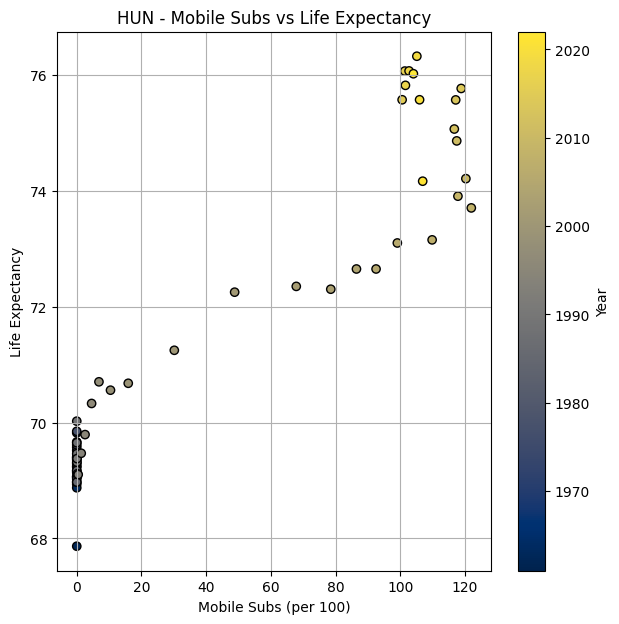 HUN - Mobile Subs vs Life Expectancy
76
74
72
70
68
Life Expectancy
0 20 40 60 80 100 120
Mobile Subs (per 100)
2020
2010
2000
1990
1980
1970
Year